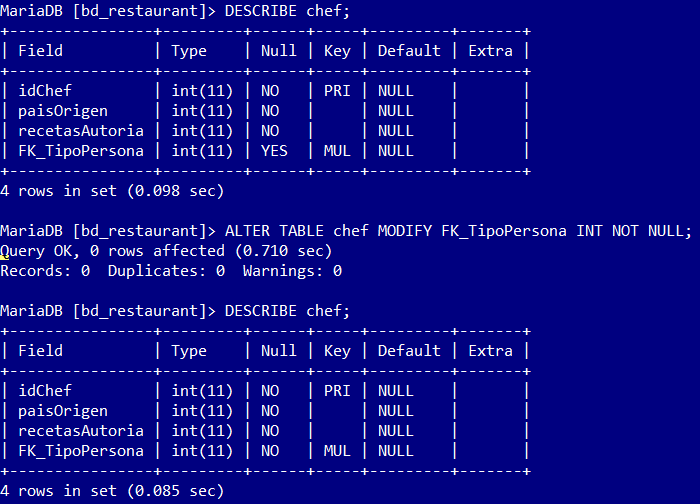 MariaDB [bd_restaurant]> DESCRIBE chef;
+----------------+---------+------+-----+---------+-------+
| Field          | Type    | Null | Key | Default | Extra |
+----------------+---------+------+-----+---------+-------+
| idChef         | int(11) | NO   | PRI | NULL    |       |
| paisOrigen     | int(11) | NO   |     | NULL    |       |
| recetasAutoria | int(11) | NO   |     | NULL    |       |
| FK_TipoPersona | int(11) | YES  | MUL | NULL    |       |
+----------------+---------+------+-----+---------+-------+
4 rows in set (0.098 sec)

MariaDB [bd_restaurant]> ALTER TABLE chef MODIFY FK_TipoPersona INT NOT NULL;
Query OK, 0 rows affected (0.710 sec)
Records: 0  Duplicates: 0  Warnings: 0

MariaDB [bd_restaurant]> DESCRIBE chef;
+----------------+---------+------+-----+---------+-------+
| Field          | Type    | Null | Key | Default | Extra |
+----------------+---------+------+-----+---------+-------+
| idChef         | int(11) | NO   | PRI | NULL    |       |
| paisOrigen     | int(11) | NO   |     | NULL    |       |
| recetasAutoria | int(11) | NO   |     | NULL    |       |
| FK_TipoPersona | int(11) | NO   | MUL | NULL    |       |
+----------------+---------+------+-----+---------+-------+
4 rows in set (0.085 sec)